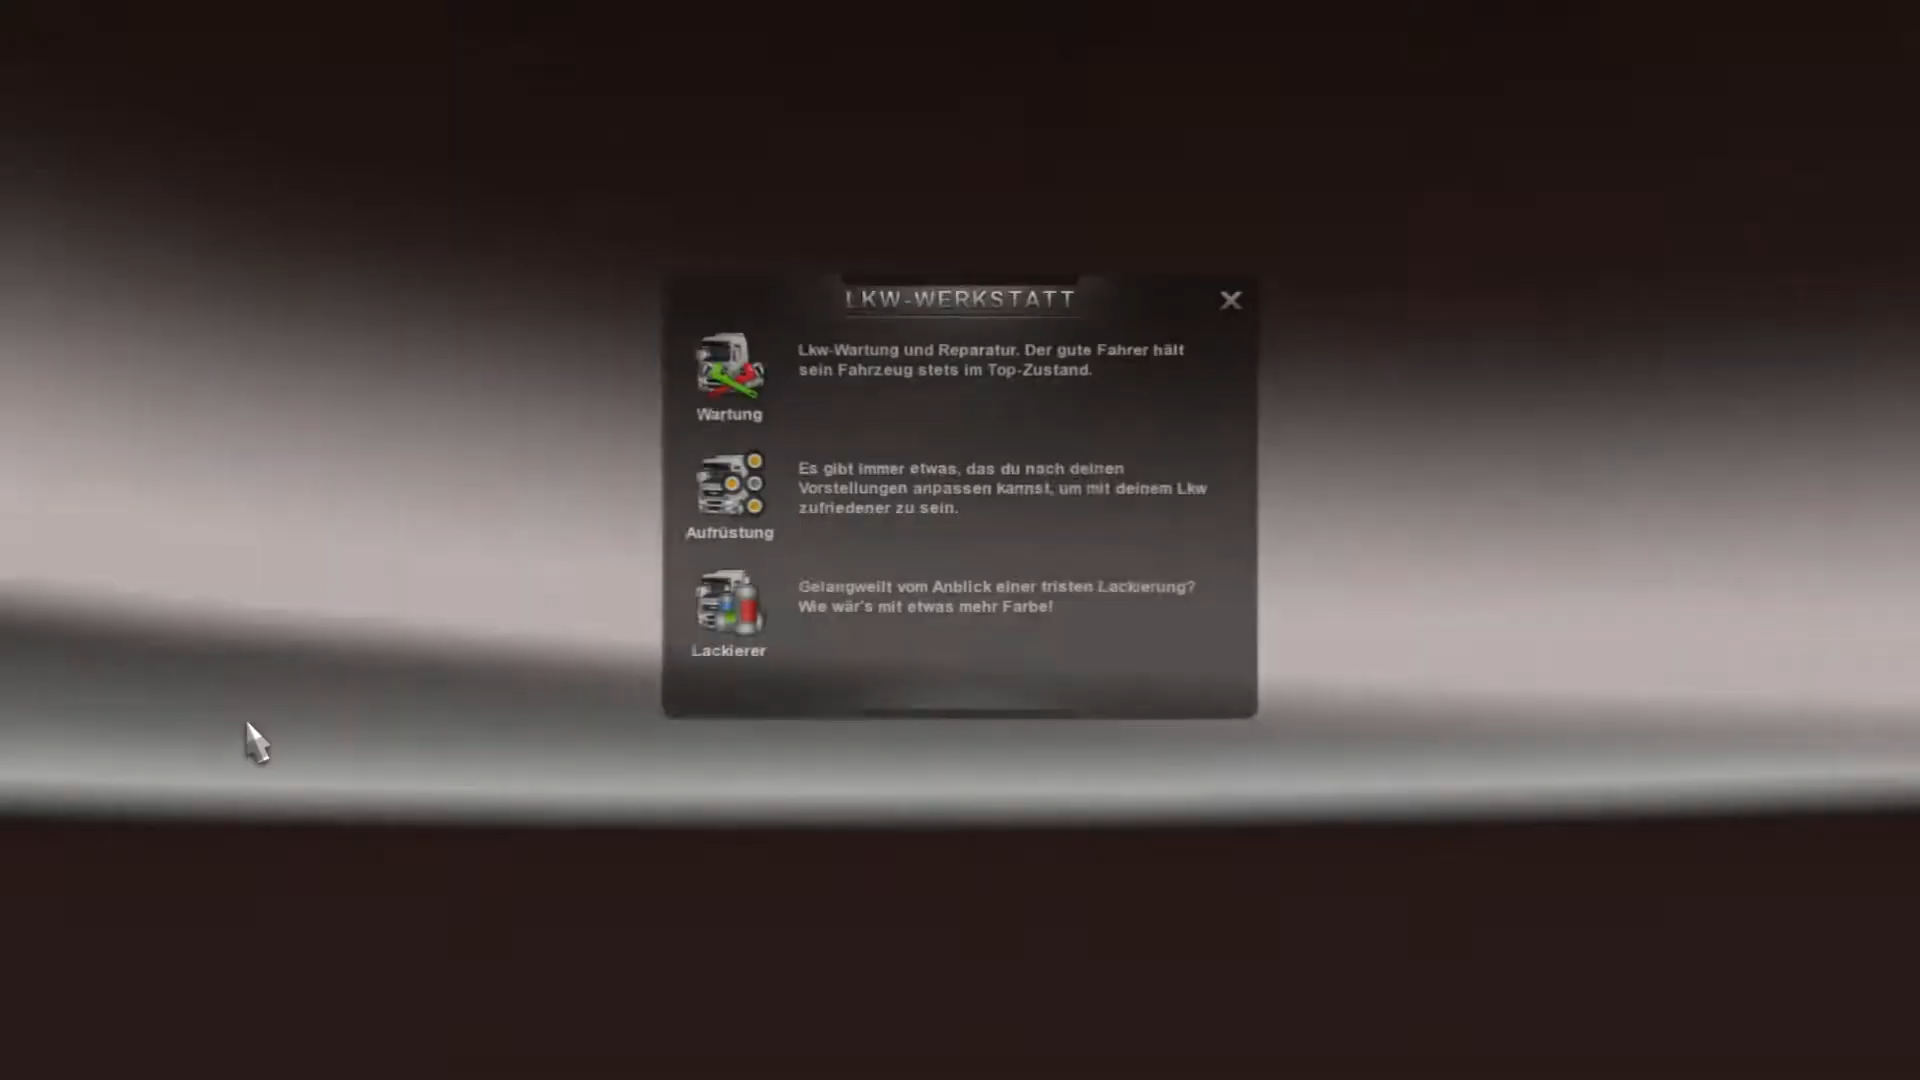 LKW-WERKSTATT
Lkw-Wartung und Reparatur. Der gute Fahrer hält
sein Fahrzeug stets im Top-Zustand.
Wartung
Es gibt immer etwas, das du nach deinen
Vorstellungen anpassen kannst, um mit deinem Lkw
zufriedener zu sein.
Aufrüstung
Gelangweilt vom Anblick einer tristen Lackierung?
Wie wär's mit etwas mehr Farbe!
Lackierer